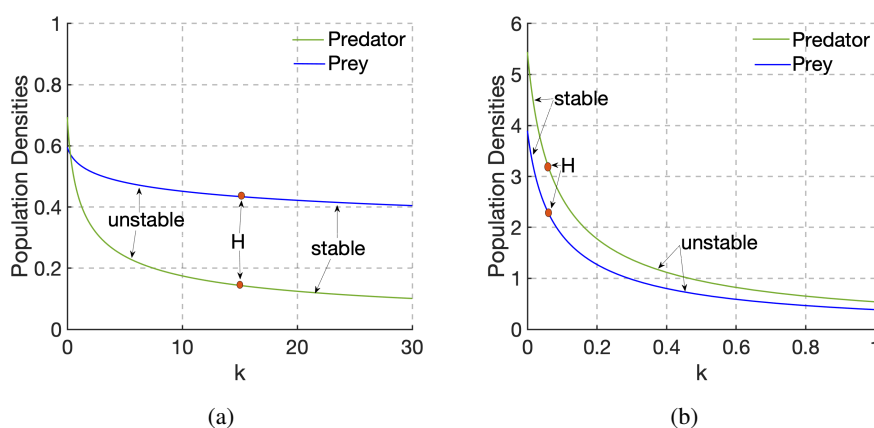 Predator
Prey
Population Densities
1
0.8
0.6
0.4
0.2
0
unstable
H
stable
0
10
20
30
k
(a)
Predator
Prey
Population Densities
6
5
4
3
2
1
0
stable
H
unstable
0
0.2
0.4
0.6
0.8
k
(b)